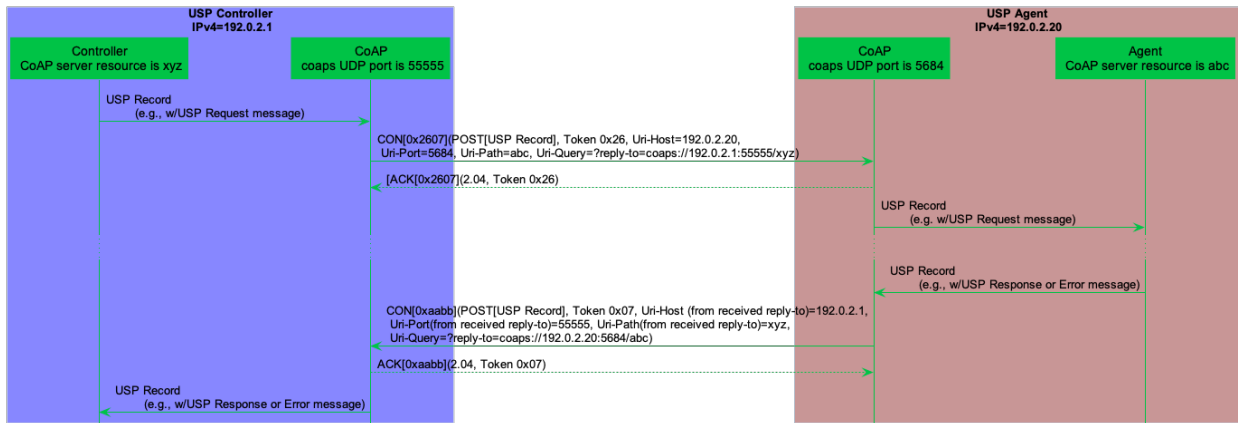 USP Controller
IPv4=192.0.2.1
USP Agent
IPv4=192.0.2.20
Controller
CoAP server resource is xyz
CoAP
coaps UDP port is 55555
CoAP
coaps UDP port is 5684
Agent
CoAP server resource is abc
USP Record
(e.g., w/USP Request message)
CON[0x2607](POST[USP Record], Token 0x26, Uri-Host=192.0.2.20,
Uri-Port=5684, Uri-Path=abc, Uri-Query=?reply-to=coaps://192.0.2.1:55555/xyz)
[ACK[0x2607](2.04, Token 0x26)
USP Record
(e.g. w/USP Request message)
USP Record
(e.g., w/USP Response or Error message)
CON[0xaabb](POST[USP Record], Token 0x07, Uri-Host (from received reply-to)=192.0.2.1,
Uri-Port(from received reply-to)=55555, Uri-Path(from received reply-to)=xyz,
Uri-Query=?reply-to=coaps://192.0.2.20:5684/abc)
ACK[0xaabb](2.04, Token 0x07)
USP Record
(e.g., w/USP Response or Error message)